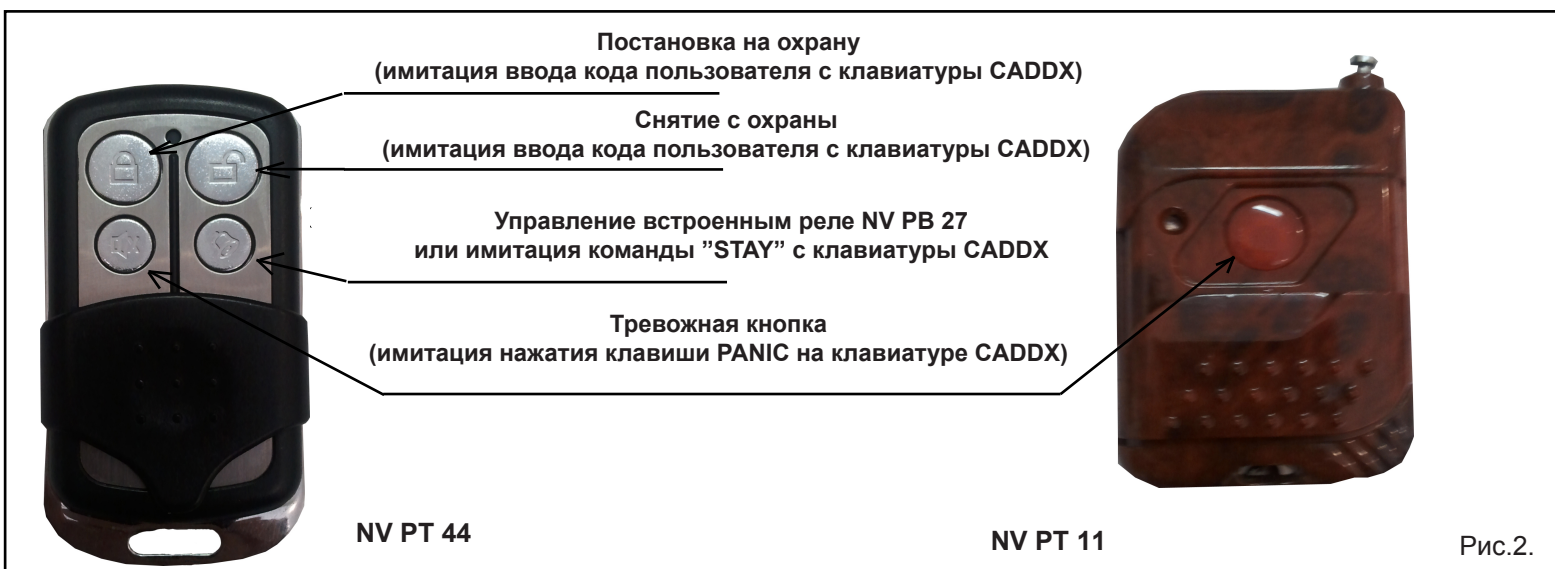 Постановка на охрану
(имитация ввода кода пользователя с клавиатуры CADDX)
Снятие с охраны
(имитация ввода кода пользователя с клавиатуры CADDX)
Управление встроенным реле NV PB 27
или имитация команды ”STAY” с клавиатуры CADDX
Тревожная кнопка
(имитация нажатия клавиши PANIC на клавиатуре CADDX)
NV PT 44
NV PT 11
Рис.2.